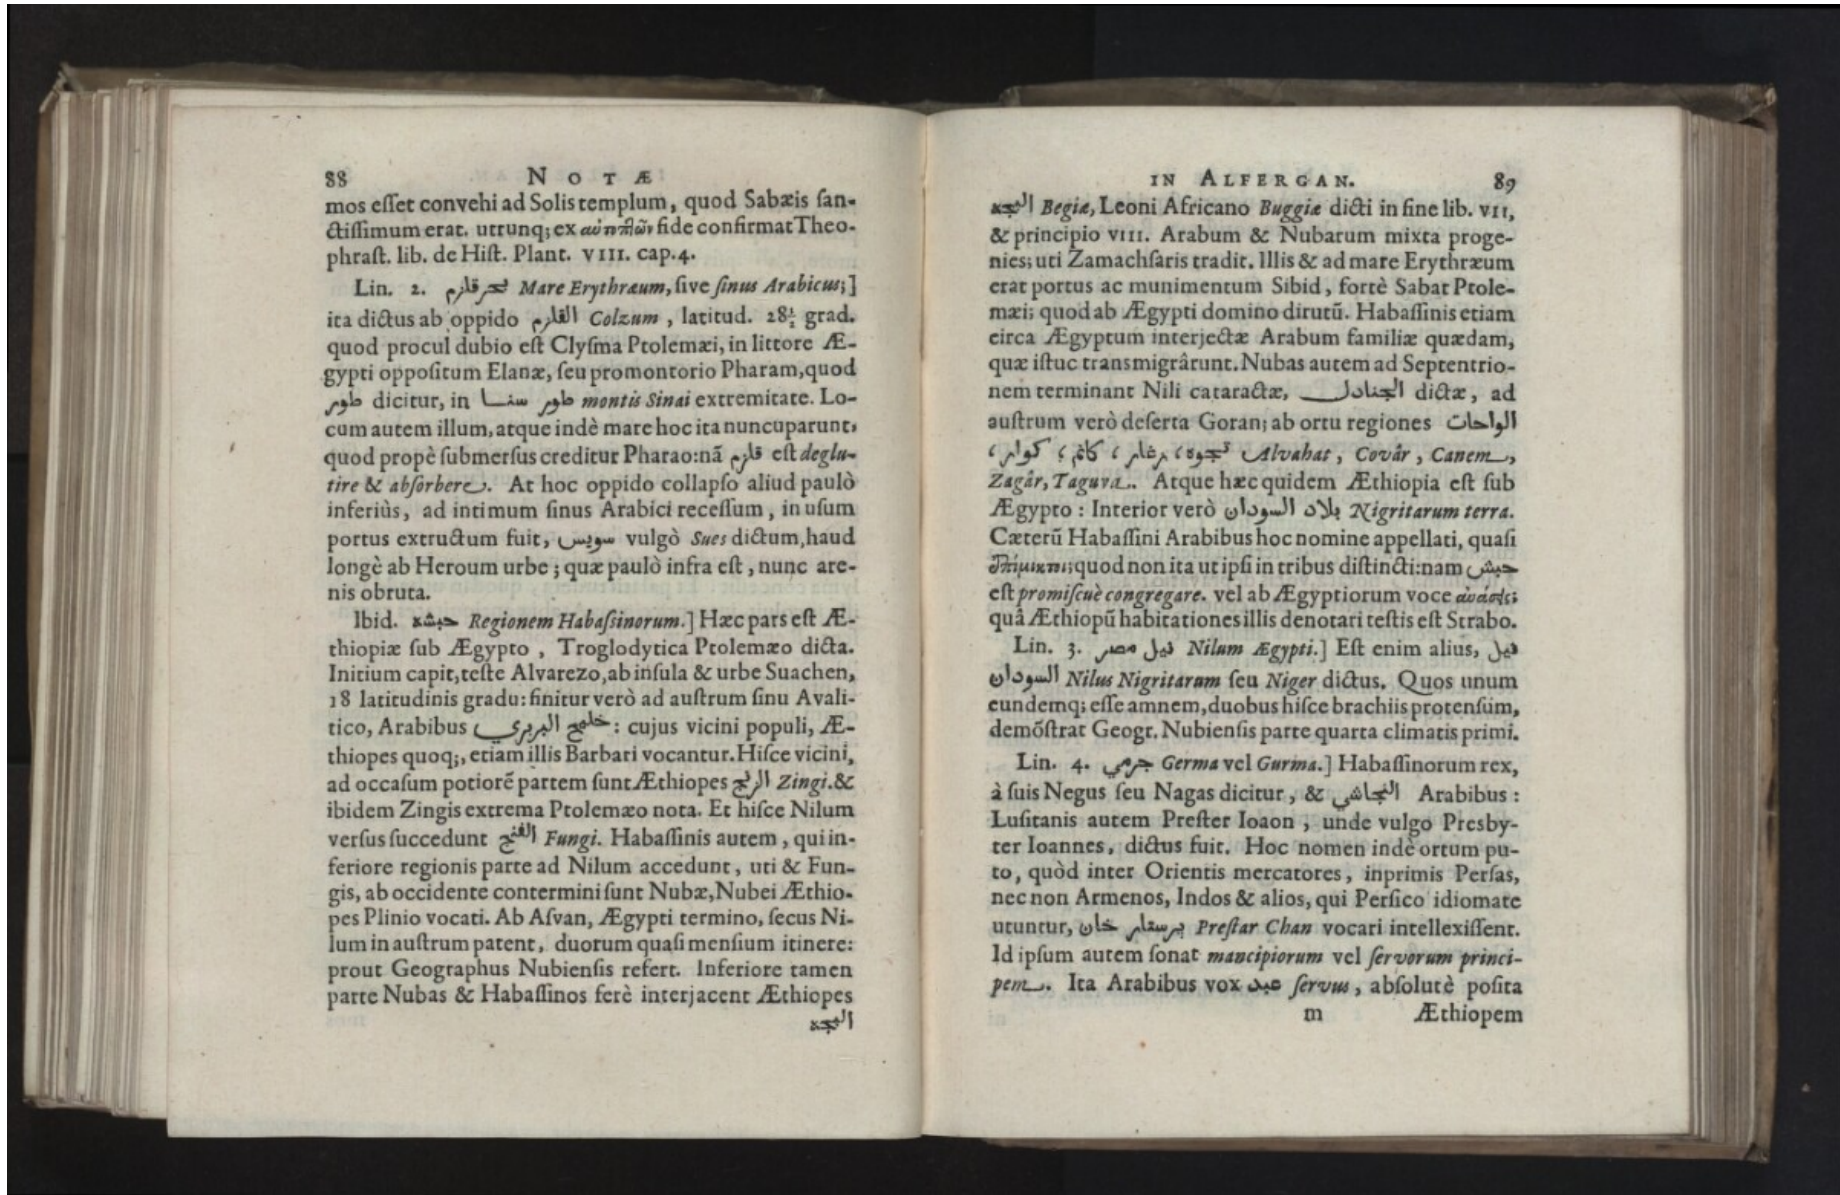 88 NOTÆ
mos eſſet convehi ad Solis templum, quod Sabæis ſan-
ctiſſimum erat. utrunq; ex αὐτοπτῶν fide confirmat Theo-
phraſt. lib. de Hiſt. Plant. VIII. cap. 4.
Lin. 2. بحر قلزم Mare Erythræum, ſive ſinus Arabicus;]
ita dictus ab oppido القلزم Colzum, latitud. 28½ grad.
quod procul dubio eſt Clyſma Ptolemæi, in littore Æ-
gypti oppoſitum Elanæ, ſeu promontorio Pharam, quod
طور dicitur, in طور سينا montis Sinai extremitate. Lo-
cum autem illum, atque indè mare hoc ita nuncuparunt,
quod propè ſubmerſus creditur Pharao: nã قلزم eſt deglu-
tire & abſorbere. At hoc oppido collapſo aliud paulò
inferiùs, ad intimum ſinus Arabici receſſum, in uſum
portus extructum fuit, سويس vulgò Sues dictum, haud
longè ab Heroum urbe; quæ paulò infra eſt, nunc are-
nis obruta.
Ibid. حبشه Regionem Habaſſinorum.] Hæc pars eſt Æ-
thiopiæ ſub Ægypto, Troglodytica Ptolemæo dicta.
Initium capit, teſte Alvarezo, ab inſula & urbe Suachen,
18 latitudinis gradu: finitur verò ad auſtrum ſinu Avali-
tico, Arabibus خليج البربري: cujus vicini populi, Æ-
thiopes quoq;, etiam illis Barbari vocantur. Hiſce vicini,
ad occaſum potiorẽ partem ſunt Æthiopes الزنج Zingi. &
ibidem Zingis extrema Ptolemæo nota. Et hiſce Nilum
verſus ſuccedunt الفنج Fungi. Habaſſinis autem, qui in-
feriore regionis parte ad Nilum accedunt, uti & Fun-
gis, ab occidente contermini ſunt Nubæ, Nubei Æthio-
pes Plinio vocati. Ab Aſvan, Ægypti termino, ſecus Ni-
lum in auſtrum patent, duorum quaſi menſium itinere:
prout Geographus Nubienſis refert. Inferiore tamen
parte Nubas & Habaſſinos ferè interjacent Æthiopes
البجه
IN ALFERGAN. 89
البجه Begiæ, Leoni Africano Buggiæ dicti in fine lib. VII,
& principio VIII. Arabum & Nubarum mixta proge-
nies; uti Zamachſaris tradit. Illis & ad mare Erythræum
erat portus ac munimentum Sibid, fortè Sabat Ptole-
mæi; quod ab Ægypti domino dirutũ. Habaſſinis etiam
circa Ægyptum interjectæ Arabum familiæ quædam,
quæ iſtuc transmigrârunt. Nubas autem ad Septentrio-
nem terminant Nili cataractæ, الجنادل dictæ, ad
auſtrum verò deſerta Goran; ab ortu regiones الواحات
، كوار ، كانم ، زغار ، تجوه Alvahat, Covâr, Canem,
Zagâr, Taguva. Atque hæc quidem Æthiopia eſt ſub
Ægypto: Interior verò بلاد السودان Nigritarum terra.
Cæterũ Habaſſini Arabibus hoc nomine appellati, quaſi
ἐπίμικτοι; quod non ita ut ipſi in tribus diſtincti: nam حبش
eſt promiſcuè congregare. vel ab Ægyptiorum voce αὐάσεις;
quâ Æthiopũ habitationes illis denotari teſtis eſt Strabo.
Lin. 3. نيل مصر Nilum Ægypti.] Eſt enim alius, نيل
السودان Nilus Nigritarum ſeu Niger dictus. Quos unum
eundemq; eſſe amnem, duobus hiſce brachiis protenſum,
demõſtrat Geogr. Nubienſis parte quarta climatis primi.
Lin. 4. جرمي Germa vel Gurma.] Habaſſinorum rex,
à ſuis Negus ſeu Nagas dicitur, & النجاشي Arabibus:
Luſitanis autem Preſter Ioaon, unde vulgo Presby-
ter Ioannes, dictus fuit. Hoc nomen indè ortum pu-
to, quòd inter Orientis mercatores, inprimis Perſas,
nec non Armenos, Indos & alios, qui Perſico idiomate
utuntur, پرستار خان Preſtar Chan vocari intellexiſſent.
Id ipſum autem ſonat mancipiorum vel ſervorum princi-
pem. Ita Arabibus vox عبد ſervus, abſolutè poſita
m Æthiopem